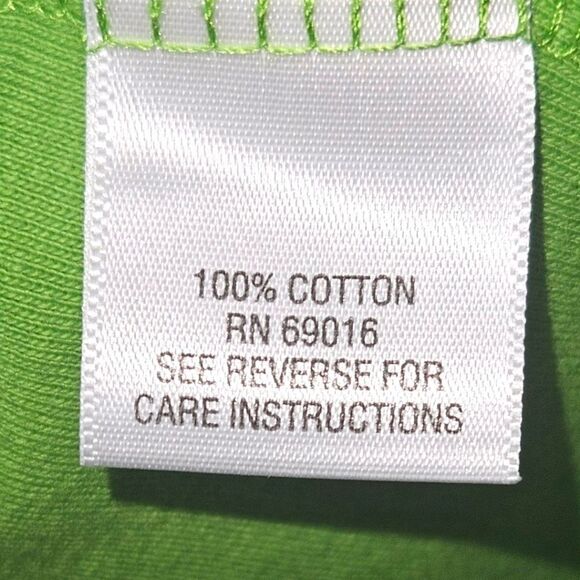 100% COTTON
RN 69016
SEE REVERSE FOR
CARE INSTRUCTIONS